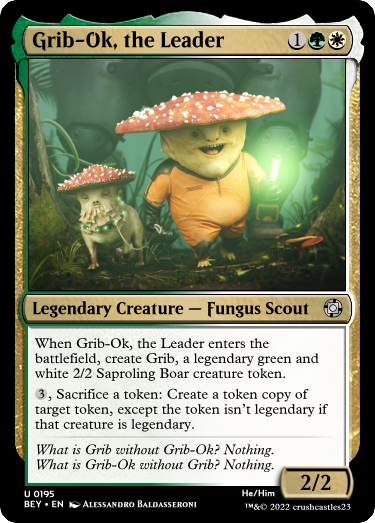 Grib-Ok, the Leader 1
Legendary Creature — Fungus Scout
When Grib-Ok, the Leader enters the
battlefield, create Grib, a legendary green and
white 2/2 Saproling Boar creature token.
3, Sacrifice a token: Create a token copy of
target token, except the token isn't legendary if
that creature is legendary.
What is Grib without Grib-Ok? Nothing.
What is Grib-Ok without Grib? Nothing.
2/2
U 0195
BEY • EN Alessandro Baldasseroni
He/Him
™&© 2022 crushcastles23